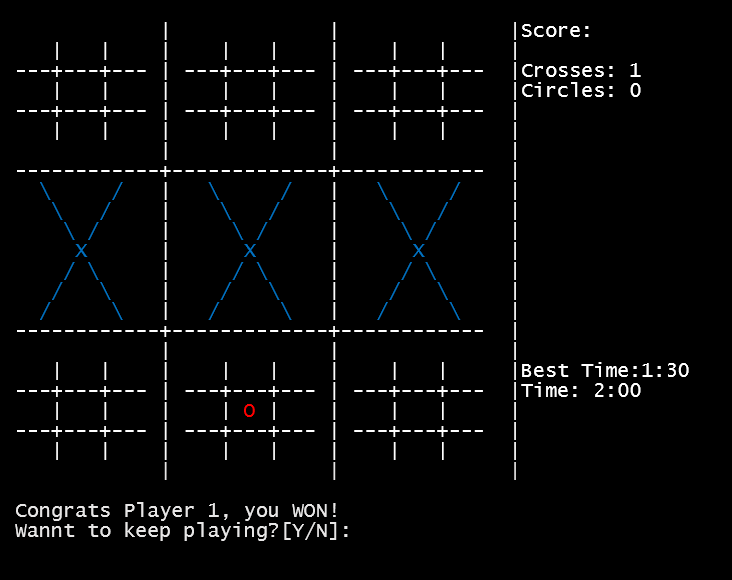 Score:
Crosses: 1
Circles: 0
X X X
Best Time:1:30
Time: 2:00
O
Congrats Player 1, you WON!
Wannt to keep playing?[Y/N]: